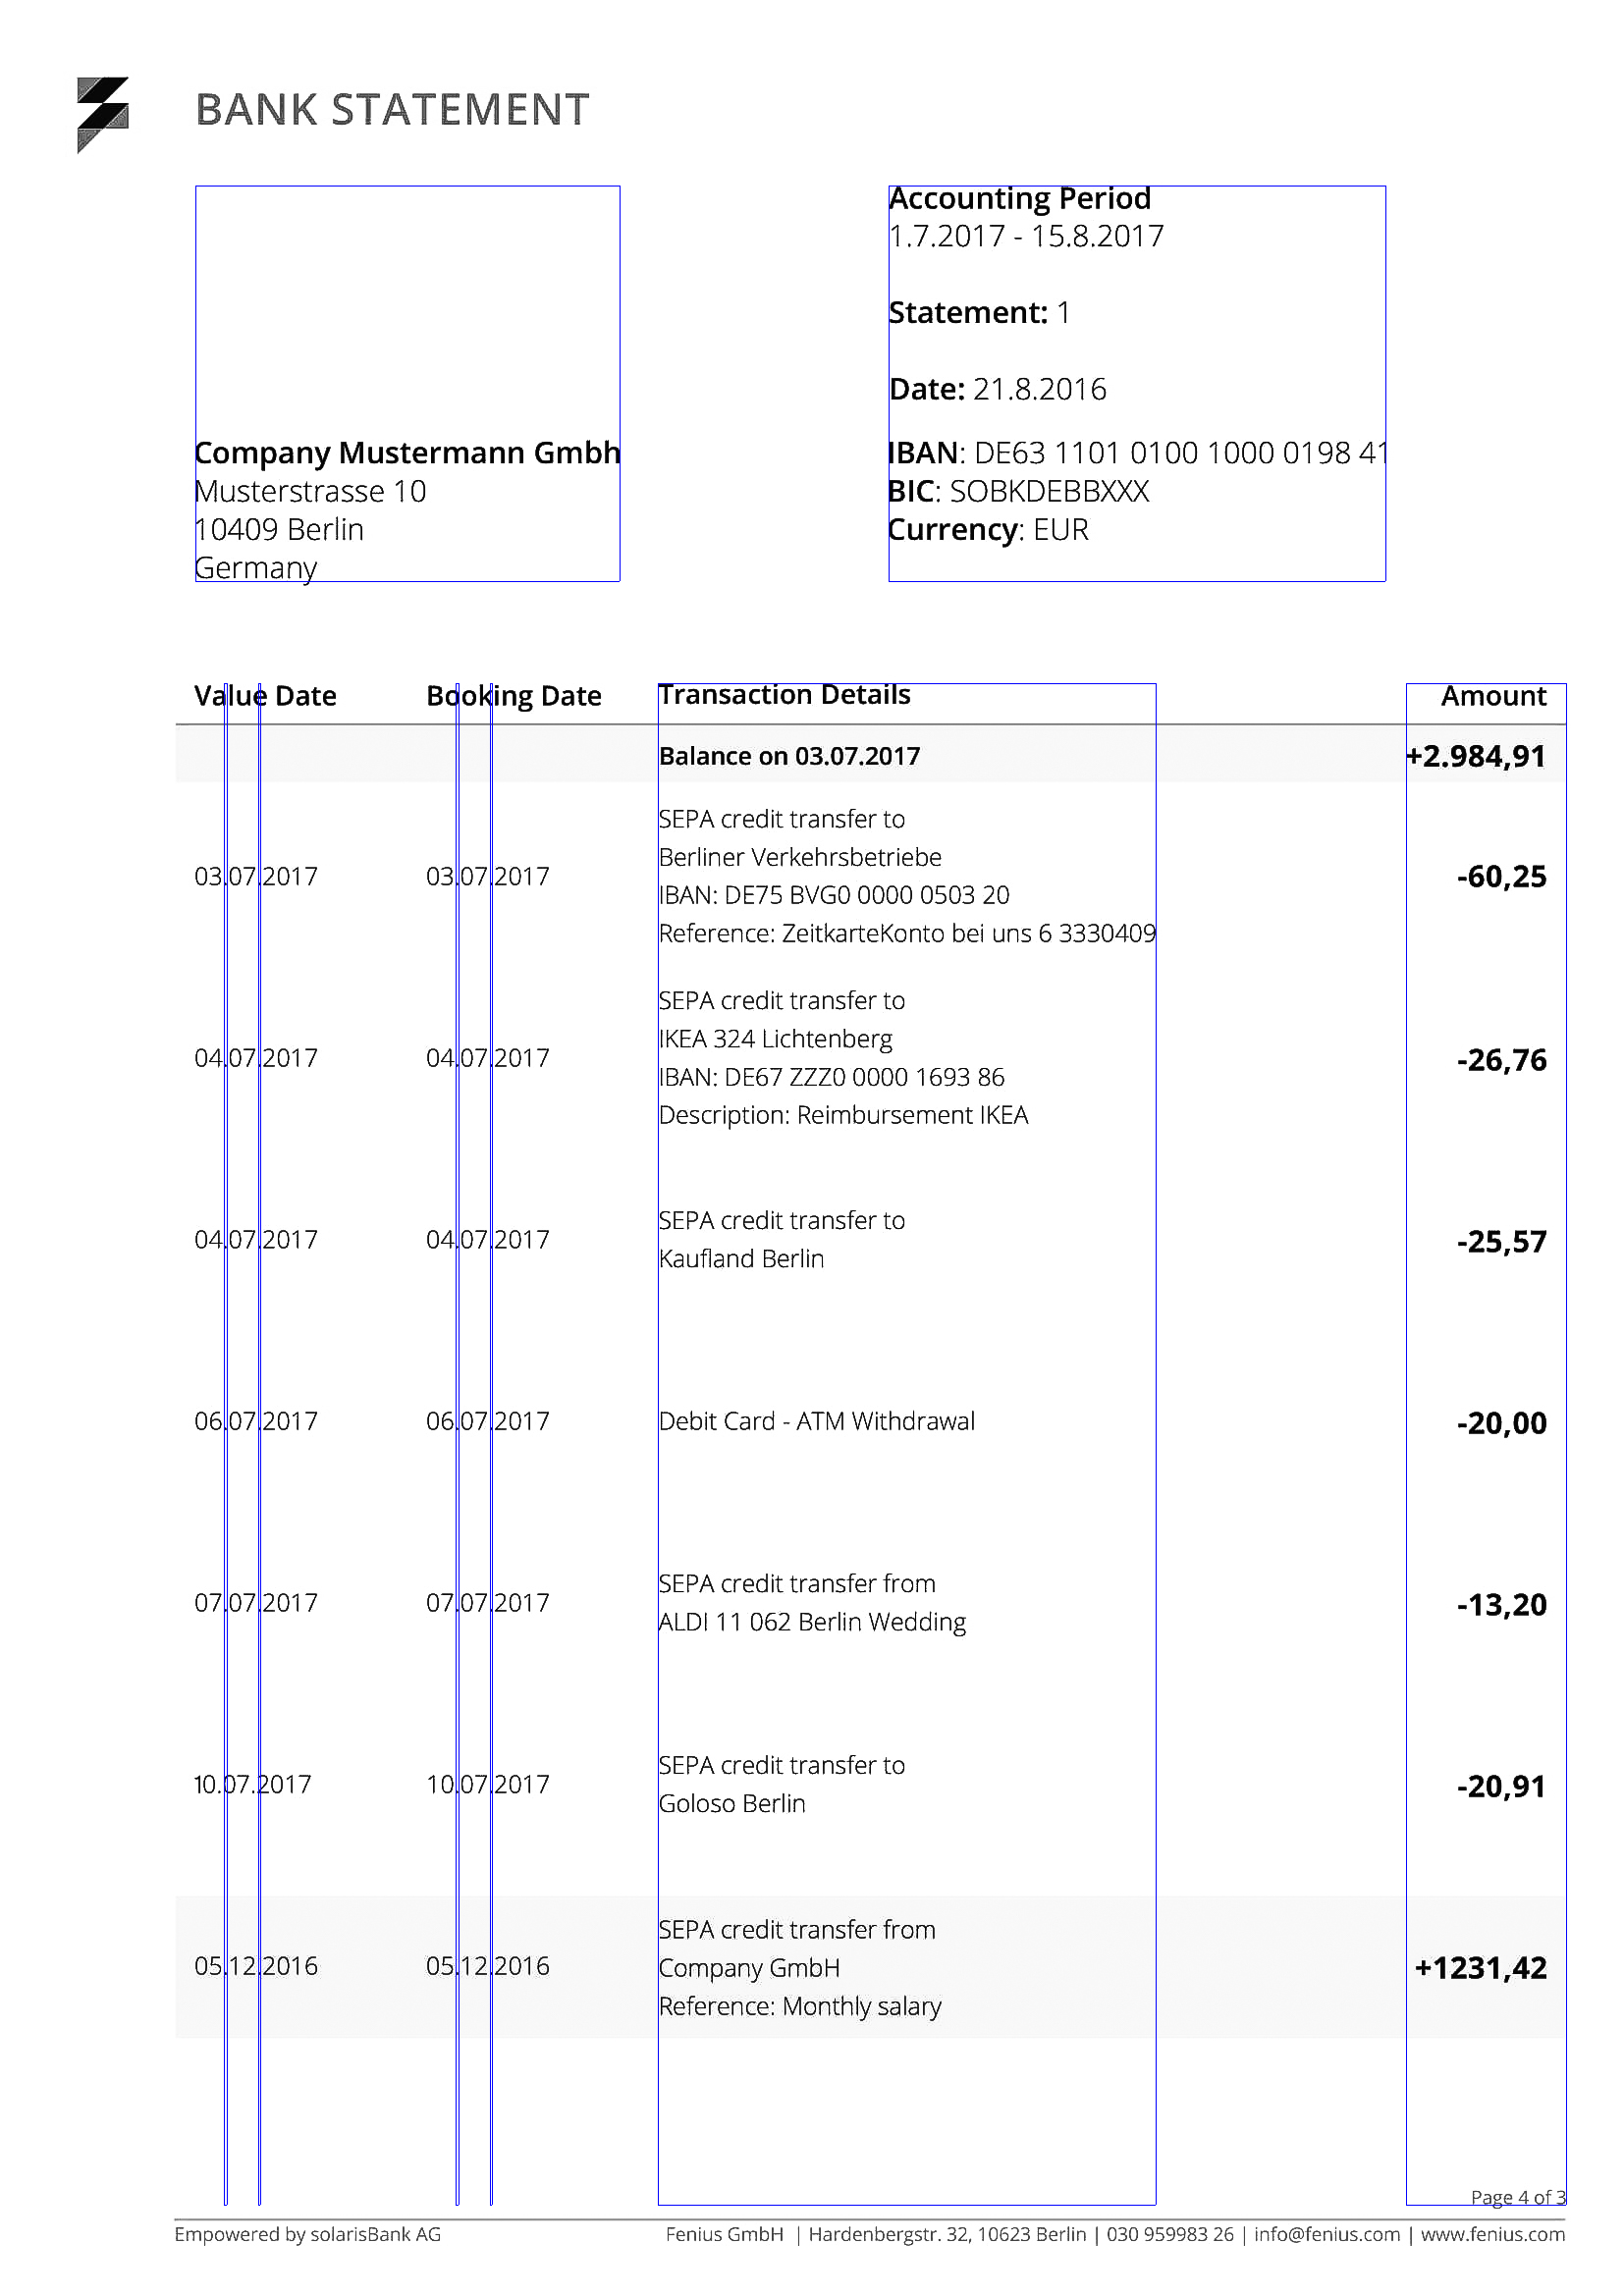 BANK STATEMENT
Accounting Period
1.7.2017 - 15.8.2017
Statement: 1
Date: 21.8.2016
Company Mustermann Gmbh
Musterstrasse 10
10409 Berlin
Germany
IBAN: DE63 1101 0100 1000 0198 41
BIC: SOBKDEBBXXX
Currency: EUR
Value Date Booking Date Transaction Details Amount
Balance on 03.07.2017 +2.984,91
SEPA credit transfer to
Berliner Verkehrsbetriebe
03.07.2017 03.07.2017 -60,25
IBAN: DE75 BVG0 0000 0503 20
Reference: ZeitkarteKonto bei uns 6 3330409
SEPA credit transfer to
IKEA 324 Lichtenberg
04.07.2017 04.07.2017 -26,76
IBAN: DE67 ZZZ0 0000 1693 86
Description: Reimbursement IKEA
SEPA credit transfer to
04.07.2017 04.07.2017 -25,57
Kaufland Berlin
06.07.2017 06.07.2017 Debit Card - ATM Withdrawal -20,00
SEPA credit transfer from
07.07.2017 07.07.2017 -13,20
ALDI 11 062 Berlin Wedding
SEPA credit transfer to
10.07.2017 10.07.2017 -20,91
Goloso Berlin
SEPA credit transfer from
05.12.2016 05.12.2016 Company GmbH +1231,42
Reference: Monthly salary
Page 4 of 3
Empowered by solarisBank AG Fenius GmbH | Hardenbergstr. 32, 10623 Berlin | 030 959983 26 | info@fenius.com | www.fenius.com